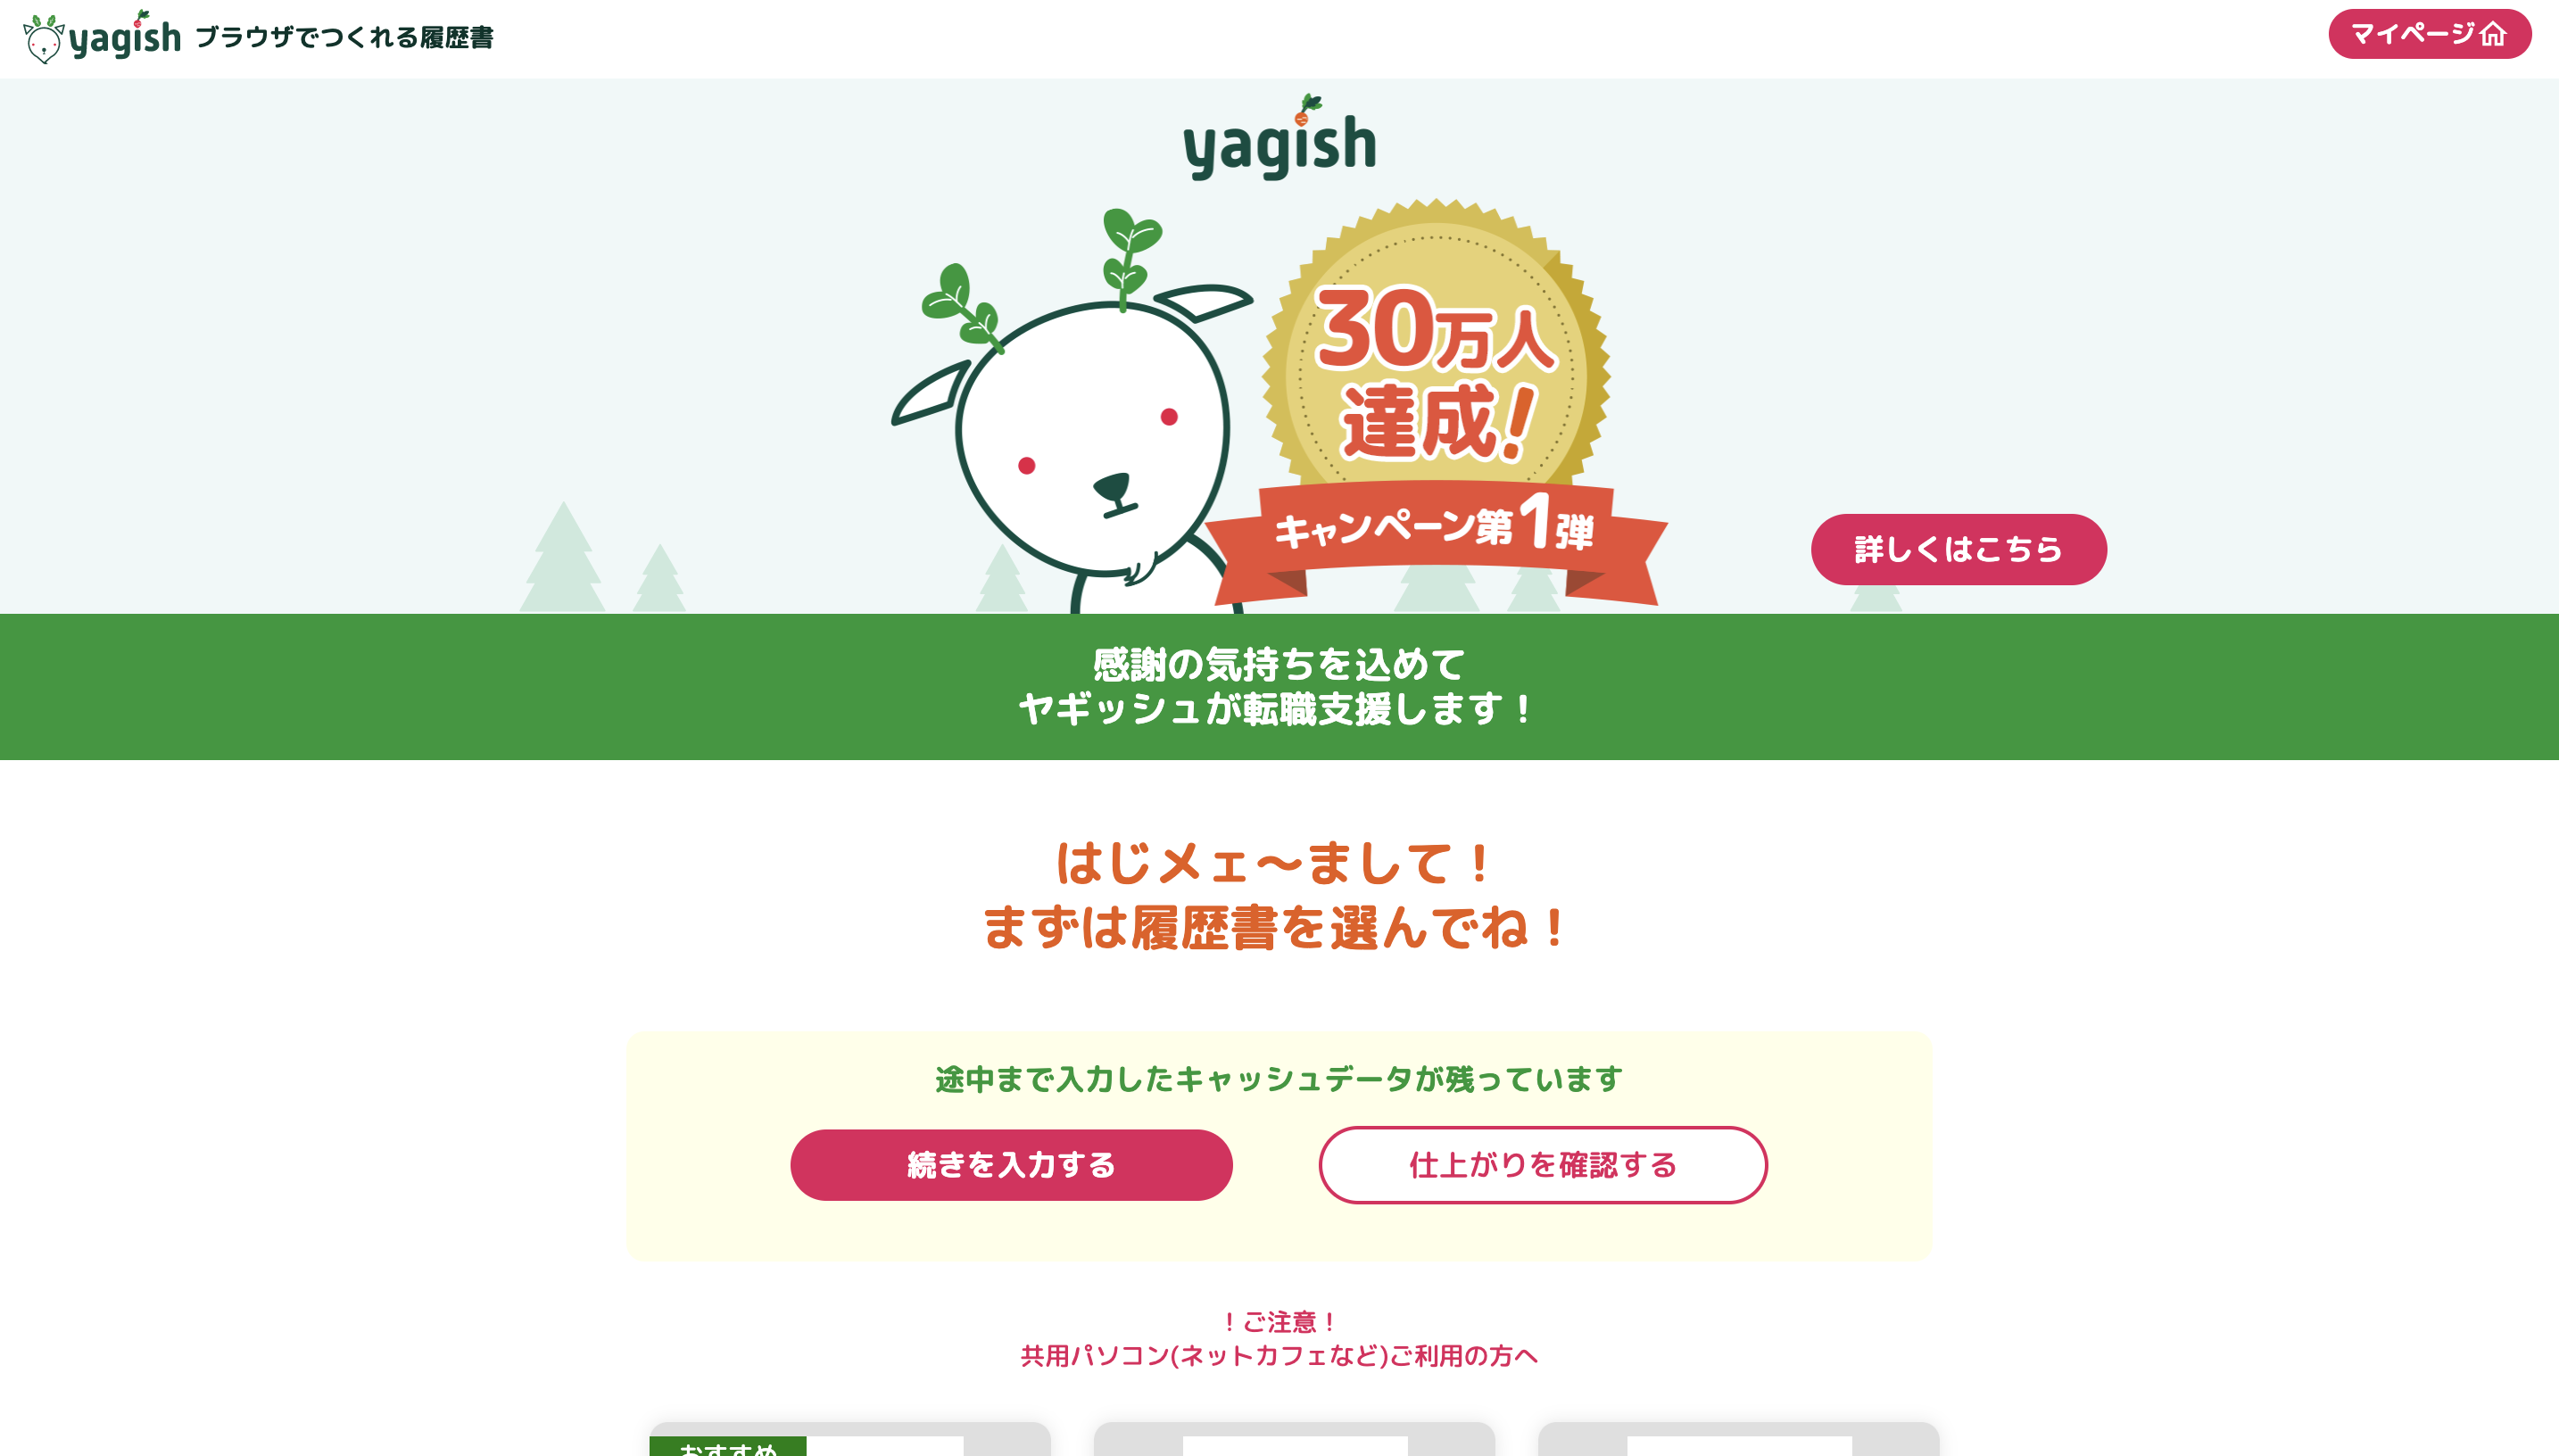 yagish ブラウザでつくれる履歴書
マイページ
yagish
30万人
達成!
キャンペーン第1弾
詳しくはこちら
感謝の気持ちを込めて
ヤギッシュが転職支援します！
はじメェ〜まして！
まずは履歴書を選んでね！
途中まで入力したキャッシュデータが残っています
続きを入力する
仕上がりを確認する
！ご注意！
共用パソコン(ネットカフェなど)ご利用の方へ
おすすめ